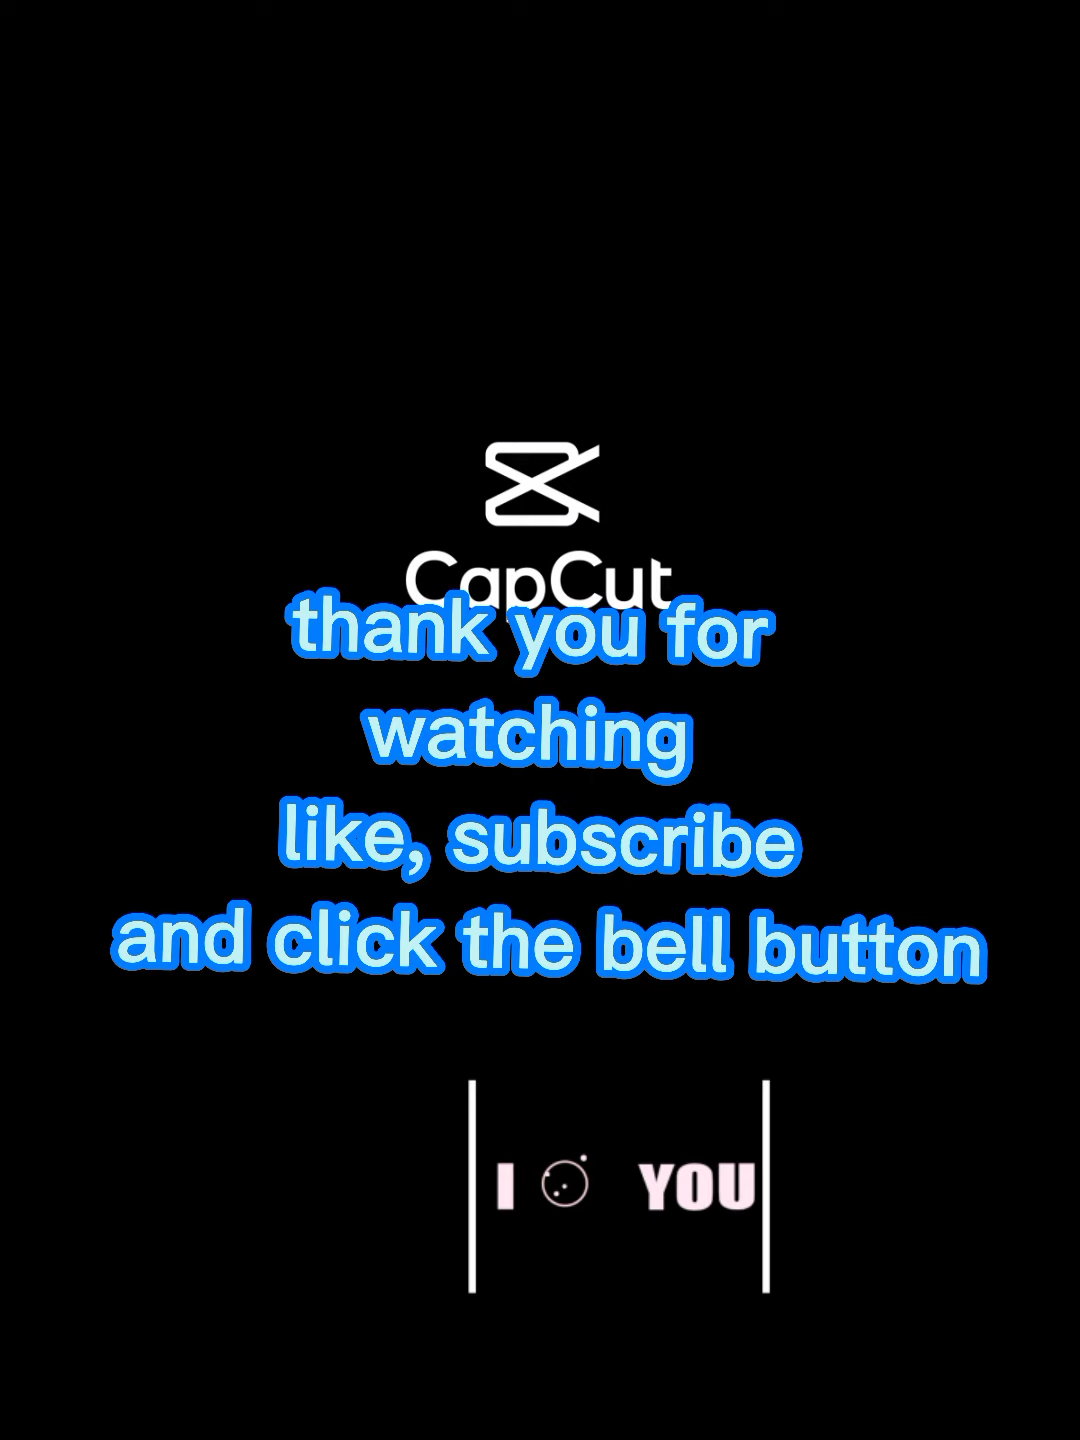 CapCut
thank you for
watching
like, subscribe
and click the bell button
I YOU